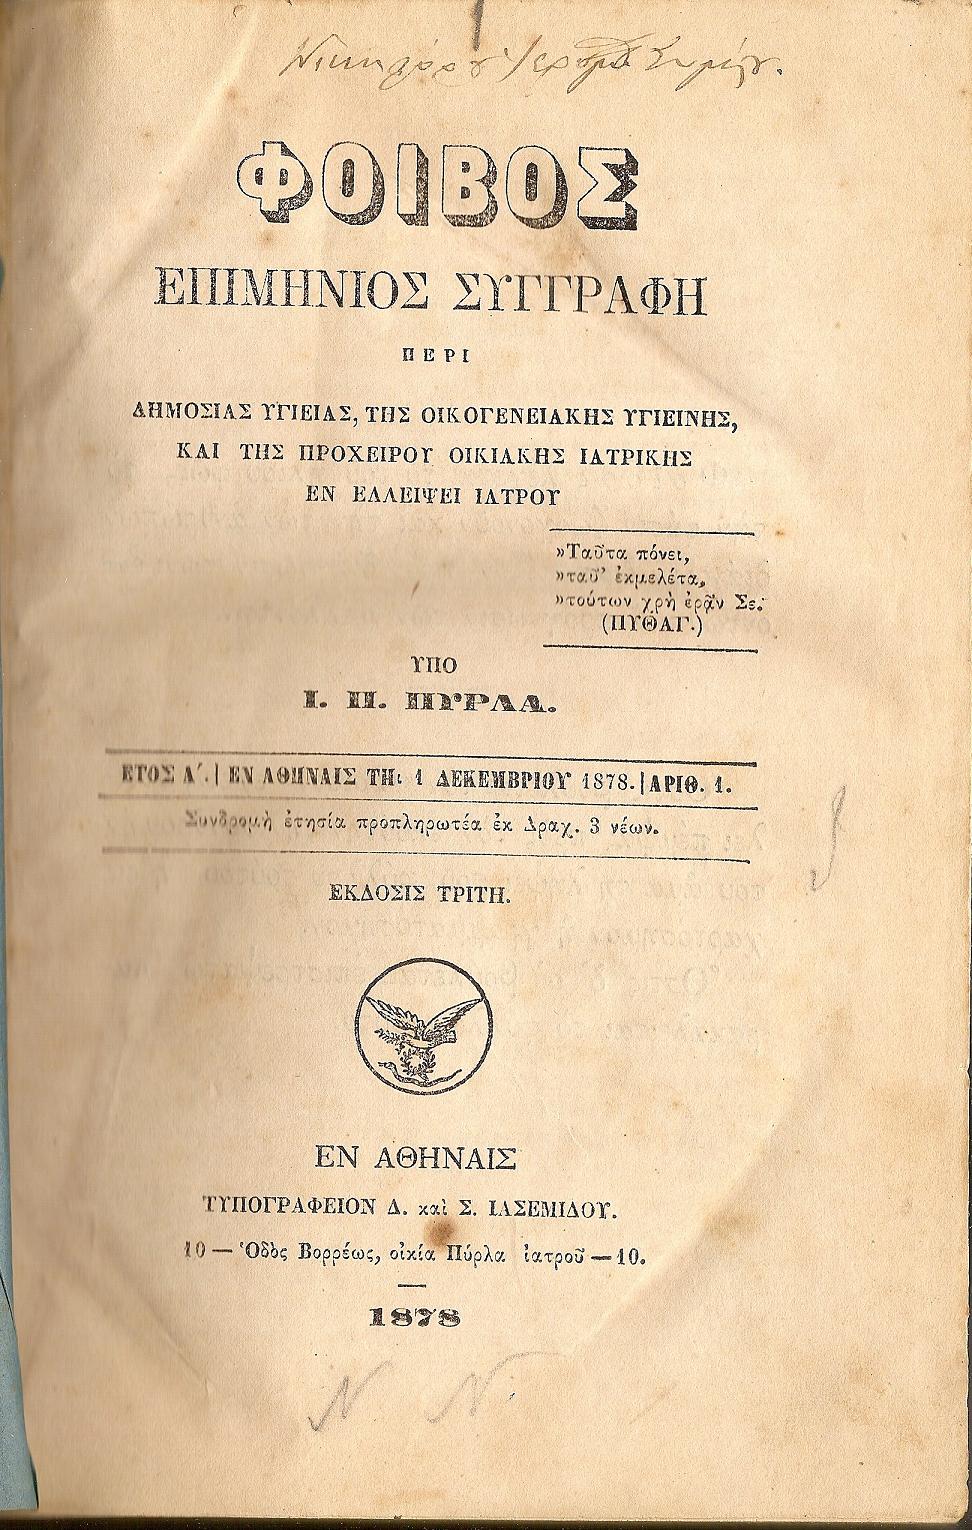 ΦΟΙΒΟΣ
ΕΠΙΜΗΝΙΟΣ ΣΥΓΓΡΑΦΗ
ΠΕΡΙ
ΔΗΜΟΣΙΑΣ ΥΓΙΕΙΑΣ, ΤΗΣ ΟΙΚΟΓΕΝΕΙΑΚΗΣ ΥΓΙΕΙΝΗΣ,
ΚΑΙ ΤΗΣ ΠΡΟΧΕΙΡΟΥ ΟΙΚΙΑΚΗΣ ΙΑΤΡΙΚΗΣ
ΕΝ ΕΛΛΕΙΨΕΙ ΙΑΤΡΟΥ
»Ταῦτα πόνει,
»ταῦτ’ ἐκμελέτα,
»τούτων χρὴ ἐρᾷν Σε.
(ΠΥΘΑΓ.)
ΥΠΟ
Ι. Π. ΠΥΡΛΑ.
ΕΤΟΣ Α΄. | ΕΝ ΑΘΗΝΑΙΣ ΤΗι 1 ΔΕΚΕΜΒΡΙΟΥ 1878. | ΑΡΙΘ. 1.
Συνδρομὴ ἐτησία προπληρωτέα ἐκ Δραχ. 3 νέων.
ΕΚΔΟΣΙΣ ΤΡΙΤΗ.
ΕΝ ΑΘΗΝΑΙΣ
ΤΥΠΟΓΡΑΦΕΙΟΝ Δ. καὶ Σ. ΙΑΣΕΜΙΔΟΥ.
10 — Ὁδὸς Βορρέως, οἰκία Πύρλα ἰατροῦ — 10.
1878
Ν Ν